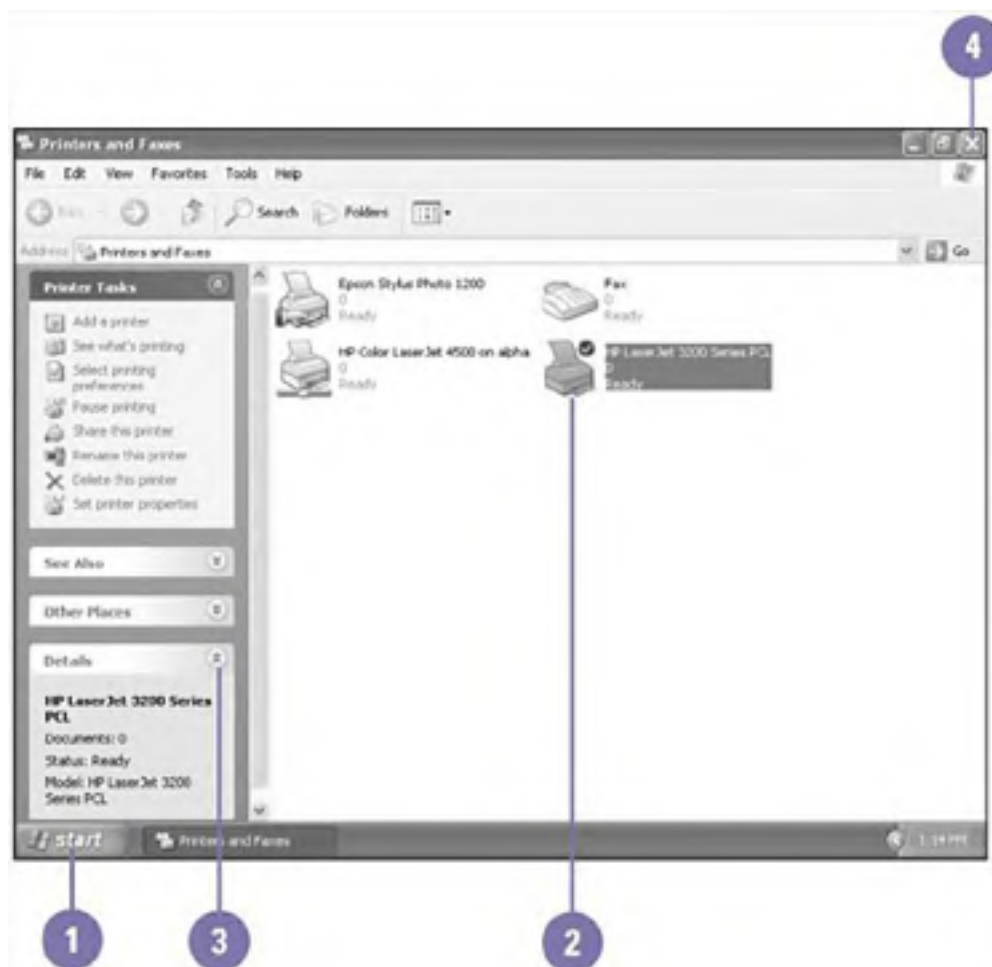 4
Printers and Faxes
File Edit View Favorites Tools Help
Back Search Folders
Address Printers and Faxes Go
Printer Tasks
Add a printer
See what's printing
Select printing
preferences
Pause printing
Share this printer
Rename this printer
Delete this printer
Set printer properties
See Also
Other Places
Details
HP LaserJet 3200 Series
PCL
Documents: 0
Status: Ready
Model: HP LaserJet 3200
Series PCL
Epson Stylus Photo 1200
0
Ready
Fax
0
Ready
HP Color LaserJet 4500 on alpha
0
Ready
HP LaserJet 3200 Series PCL
0
Ready
start Printers and Faxes 1:14 PM
1
3
2